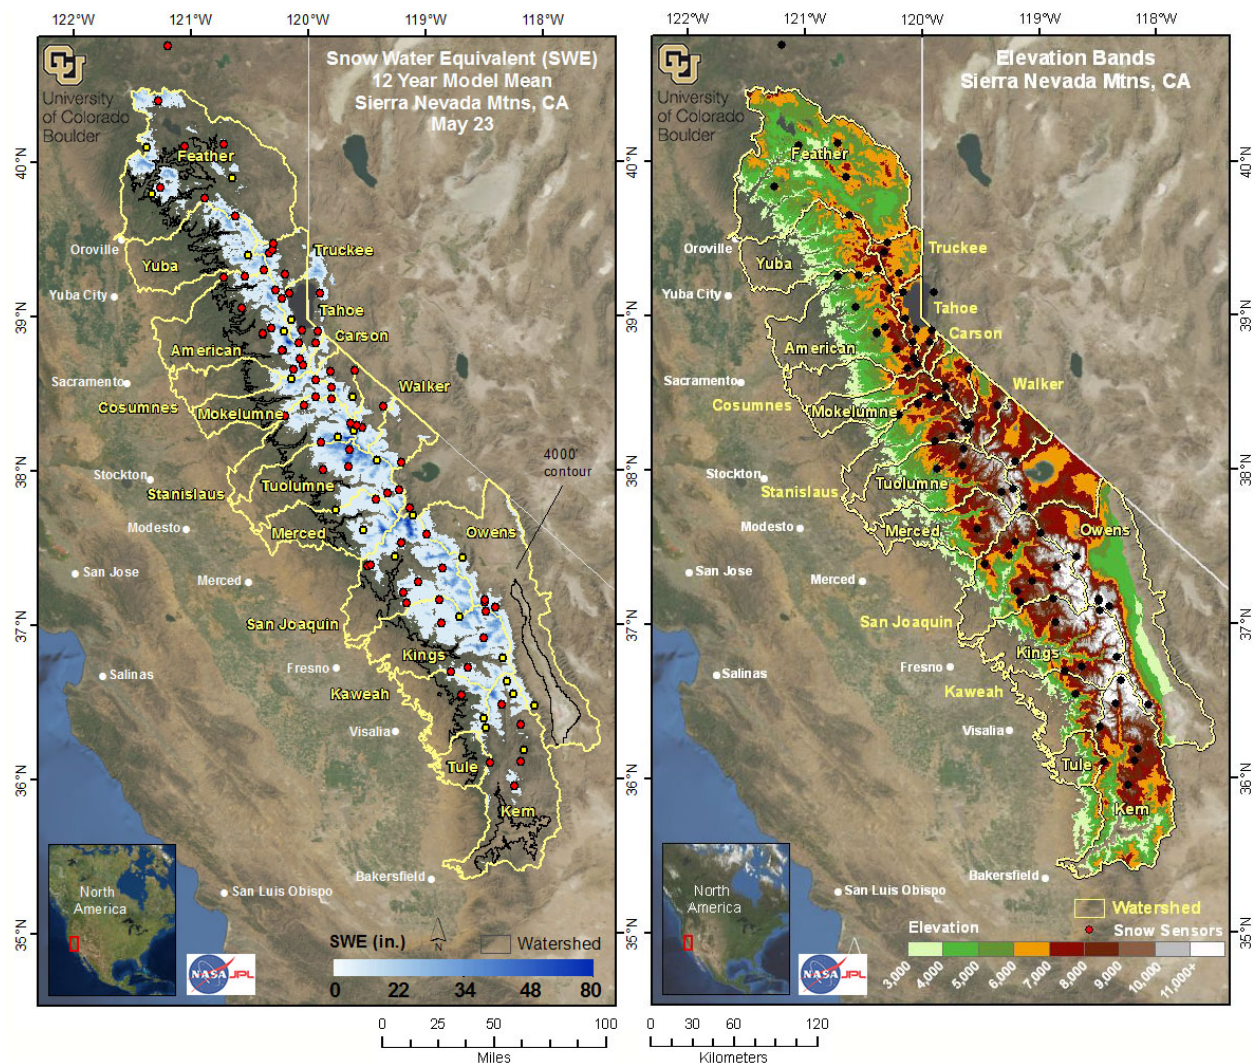 122°W
121°W
120°W
119°W
118°W
CU
University
of Colorado
Boulder
Snow Water Equivalent (SWE)
12 Year Model Mean
Sierra Nevada Mtns, CA
May 23
40°N
39°N
38°N
37°N
36°N
35°N
Feather
Truckee
Oroville
Yuba
Yuba City
Tahoe
Carson
American
Sacramento
Walker
Cosumnes
Mokelumne
4000'
contour
Stockton
Tuolumne
Stanislaus
Modesto
Merced
Owens
San Jose
Merced
San Joaquin
Kings
Fresno
Salinas
Kaweah
Visalia
Tule
Kern
North
America
Bakersfield
San Luis Obispo
N
SWE (in.)
Watershed
NASA
JPL
0
22
34
80
0
25
50
100
Miles
122°W
121°W
120°W
119°W
118°W
CU
University
of Colorado
Boulder
Elevation Bands
Sierra Nevada Mtns, CA
40°N
39°N
38°N
37°N
36°N
35°N
Feather
Truckee
Oroville
Yuba
Yuba City
Tahoe
Carson
American
Sacramento
Walker
Cosumnes
Mokelumne
Stockton
Tuolumne
Stanislaus
Modesto
Merced
Owens
San Jose
Merced
San Joaquin
Kings
Fresno
Salinas
Kaweah
Visalia
Tule
Kern
North
America
Bakersfield
San Luis Obispo
Watershed
Elevation
Snow Sensors
3,000
4,000
5,000
6,000
7,000
8,000
9,000
10,000
11,000+
NASA
JPL
0
30
60
120
Kilometers